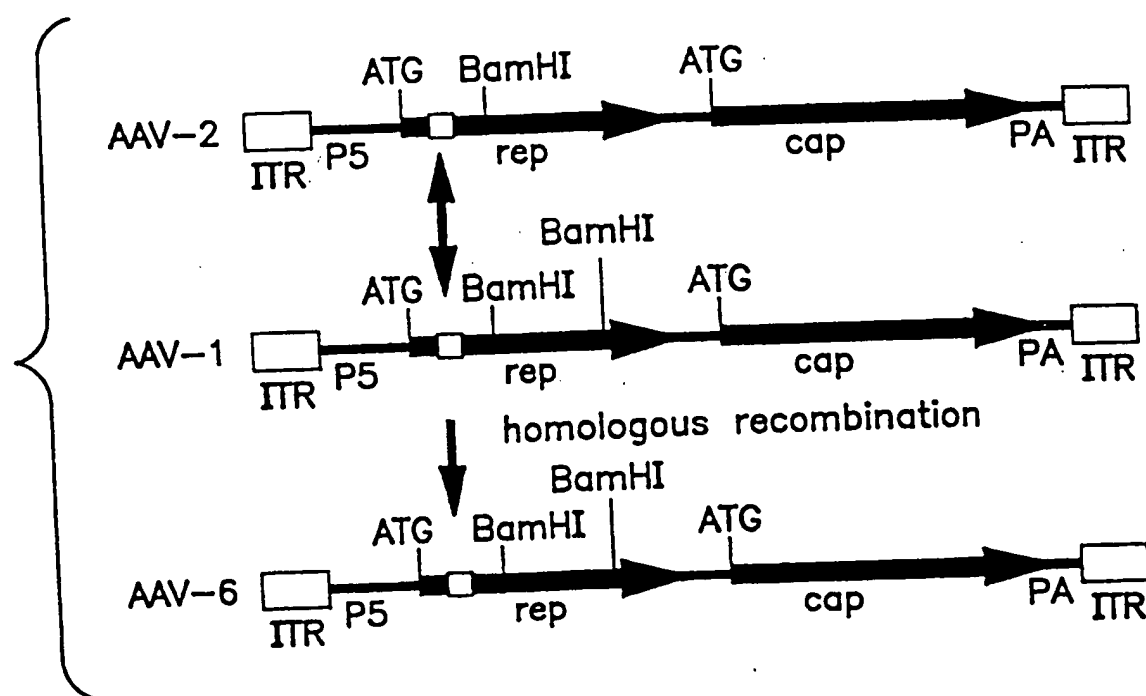 ATG BamHI ATG
AAV-2 ITR P5 rep cap PA ITR
BamHI
ATG BamHI ATG
AAV-1 ITR P5 rep cap PA ITR
homologous recombination
BamHI
ATG BamHI ATG
AAV-6 ITR P5 rep cap PA ITR